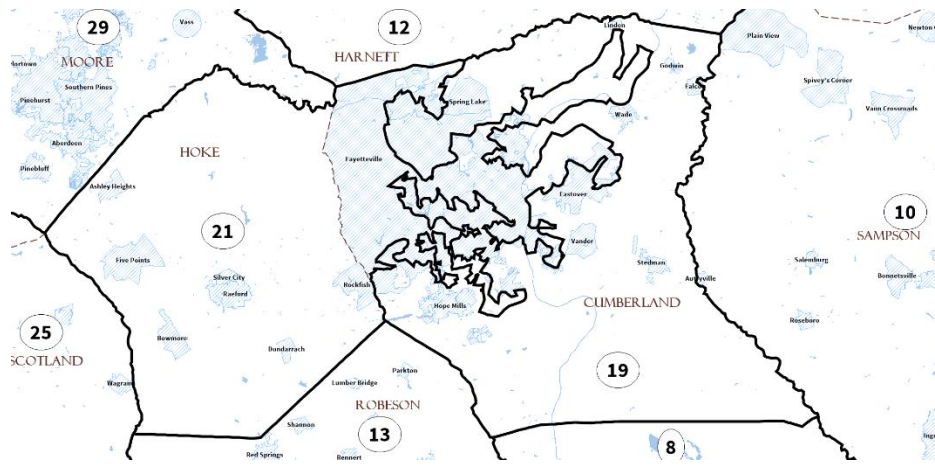 Vass
29
12
Linden
Plain View
Newton
HARNETT
MOORE
Godwin
Southern Pines
Spivey's Corner
Falco
Pinehurst
Spring Lake
Vann Crossroads
Wade
Aberdeen
HOKE
Fayetteville
Pinebluff
Ashley Heights
Eastover
10
21
SAMPSON
Vander
Five Points
Stedman
Salemburg
Silver City
Bonnetsville
Raeford
Rockfish
Autryville
CUMBERLAND
Hope Mills
Roseboro
25
Bowmore
SCOTLAND
Dundarrach
19
Parkton
Wagram
Lumber Bridge
ROBESON
Shannon
13
8
Red Springs
Rennert